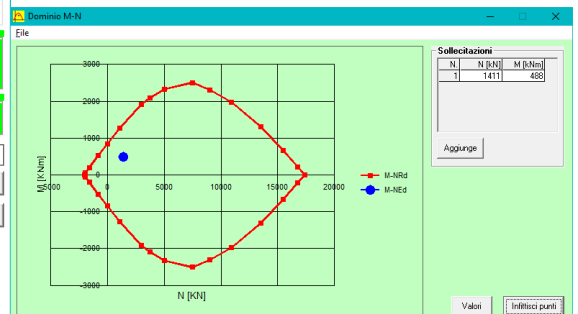 Dominio M-N
File
3000
2000
1000
0
-1000
-2000
-3000
M [KNm]
0
5000
10000
15000
20000
N [KN]
M-NRd
M-NEd
Sollecitazioni
N. N [kN] M [kNm]
1 1411 488
Aggiunge
Valori
Infittisci punti